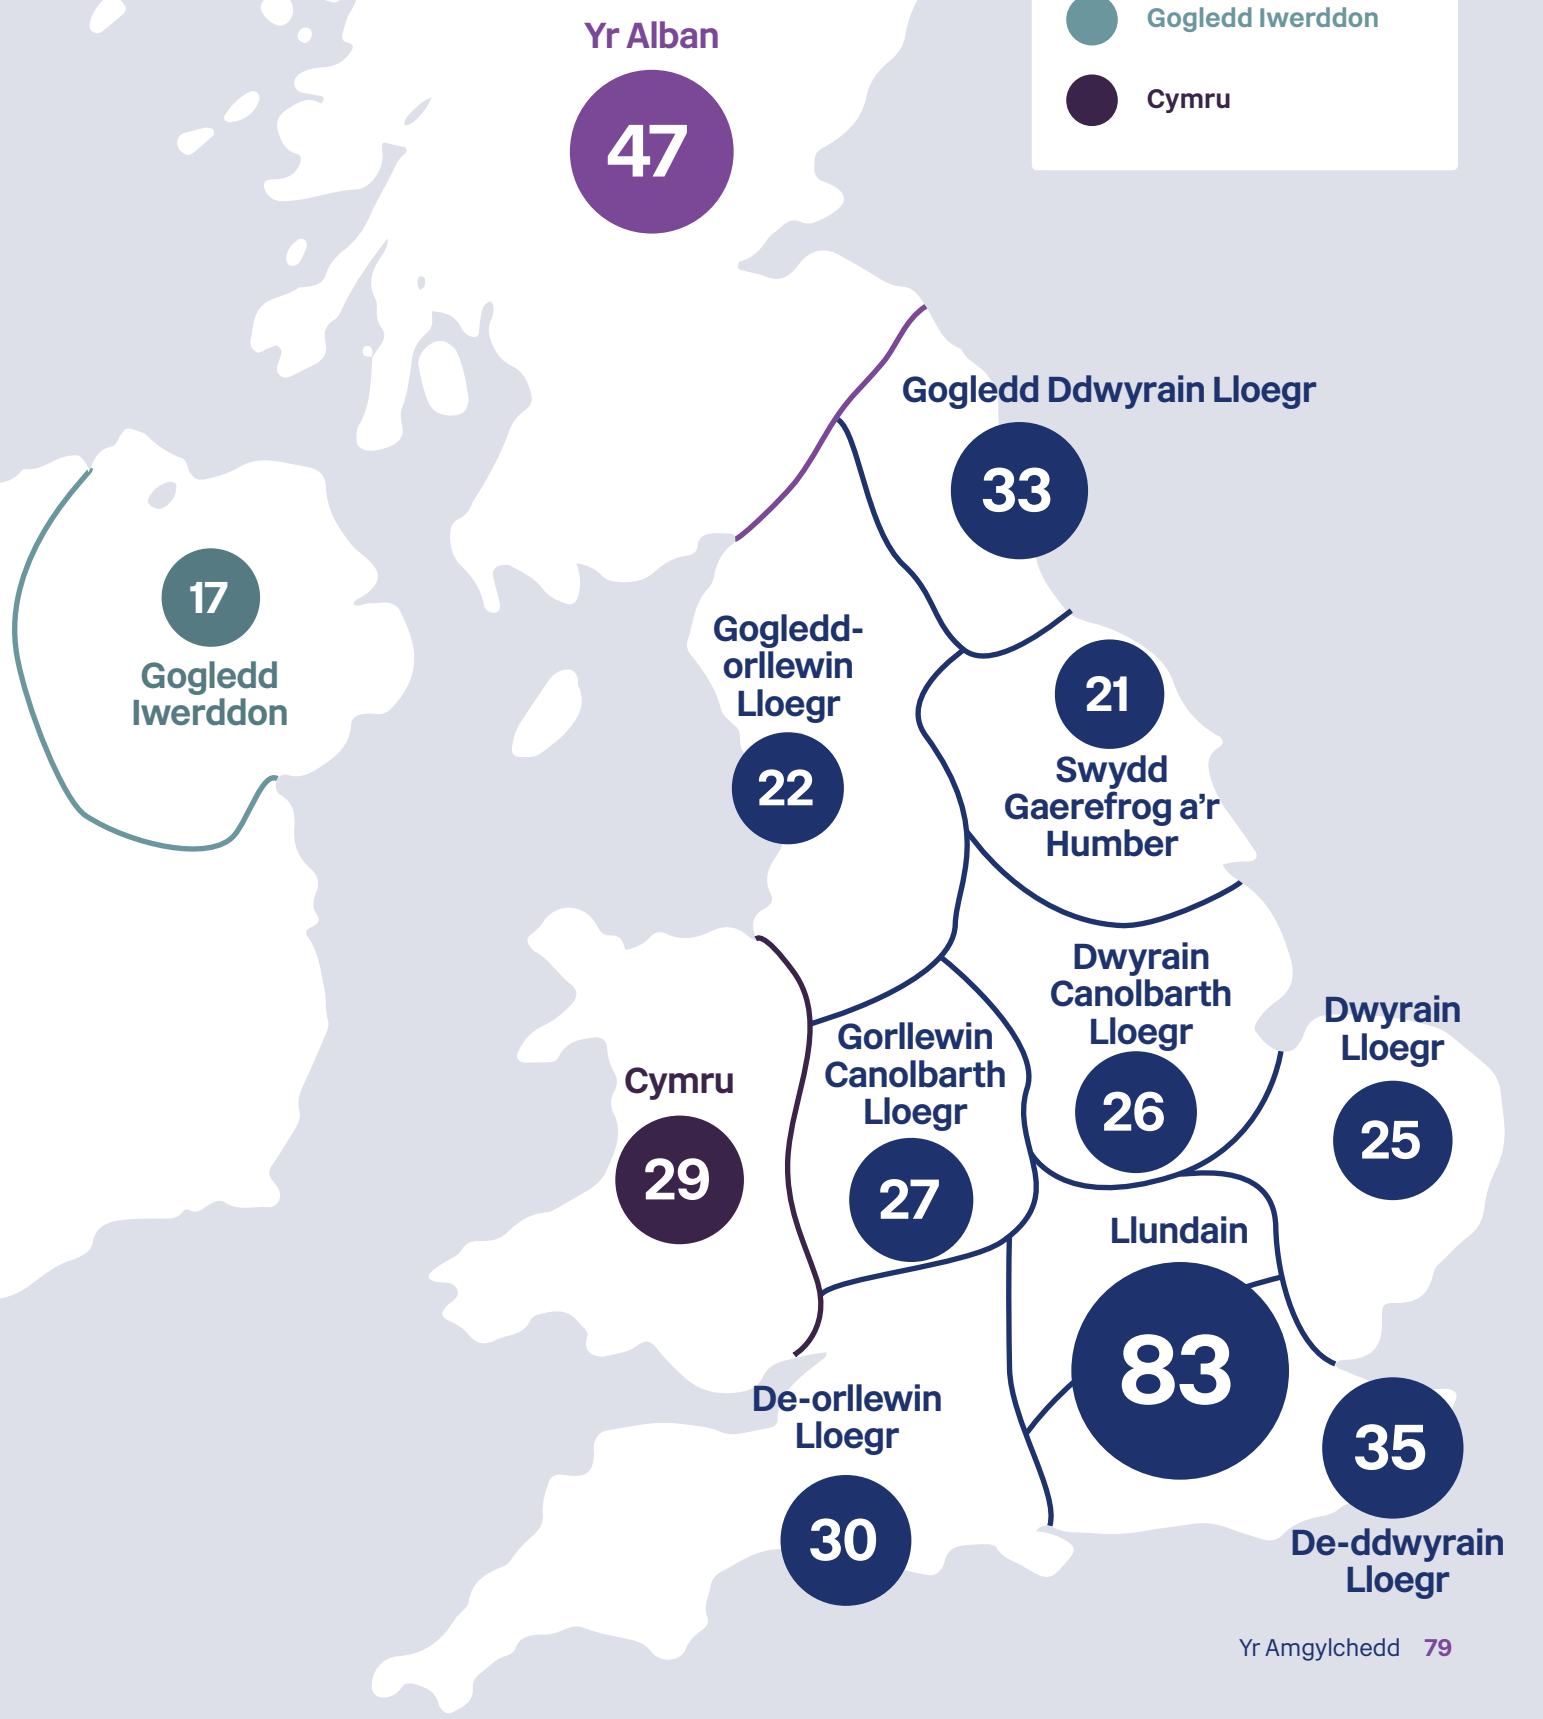 Gogledd Iwerddon
Cymru
Yr Alban
47
Gogledd Ddwyrain Lloegr
33
17
Gogledd
Iwerddon
Gogledd-
orllewin
Lloegr
22
21
Swydd
Gaerefrog a’r
Humber
Dwyrain
Canolbarth
Lloegr
26
Dwyrain
Lloegr
25
Gorllewin
Canolbarth
Lloegr
27
Cymru
29
Llundain
83
De-orllewin
Lloegr
30
35
De-ddwyrain
Lloegr
Yr Amgylchedd 79